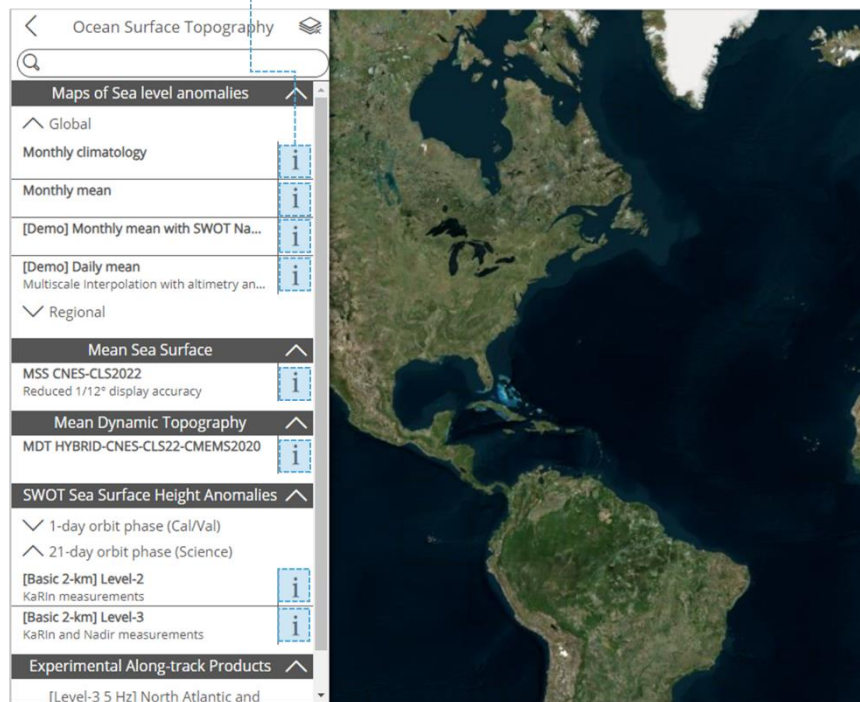 Ocean Surface Topography
Maps of Sea level anomalies
Global
Monthly climatology
i
Monthly mean
i
[Demo] Monthly mean with SWOT Na...
i
[Demo] Daily mean
Multiscale Interpolation with altimetry an...
i
Regional
Mean Sea Surface
MSS CNES-CLS2022
Reduced 1/12° display accuracy
i
Mean Dynamic Topography
MDT HYBRID-CNES-CLS22-CMEMS2020
i
SWOT Sea Surface Height Anomalies
1-day orbit phase (Cal/Val)
21-day orbit phase (Science)
[Basic 2-km] Level-2
KaRIn measurements
i
[Basic 2-km] Level-3
KaRIn and Nadir measurements
i
Experimental Along-track Products
[Level-3 5 Hz] North Atlantic and